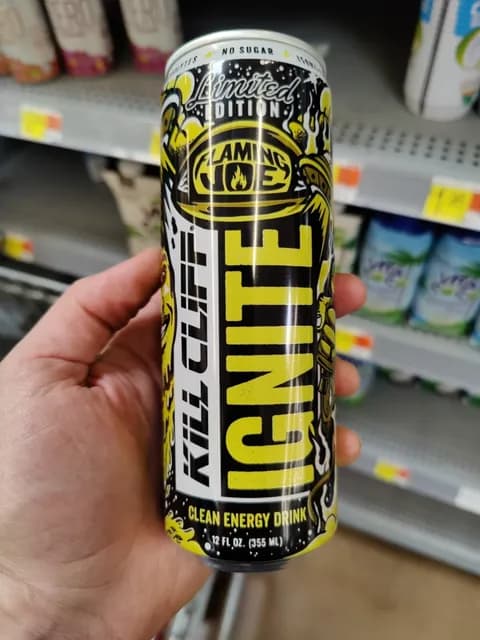 NO SUGAR
Limited
EDITION
FLAMING
JOE
KILL CLIFF
IGNITE
CLEAN ENERGY DRINK
12 FL OZ. (355 ML)